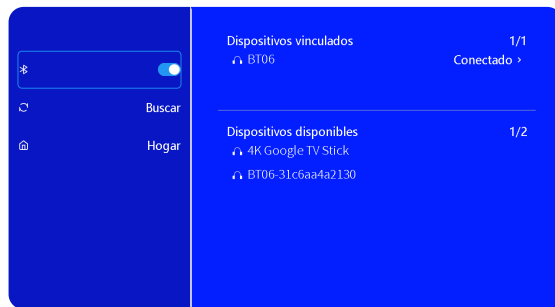 Buscar
Hogar
Dispositivos vinculados 1/1
BT06 Conectado ›
Dispositivos disponibles 1/2
4K Google TV Stick
BT06-31c6aa4a2130